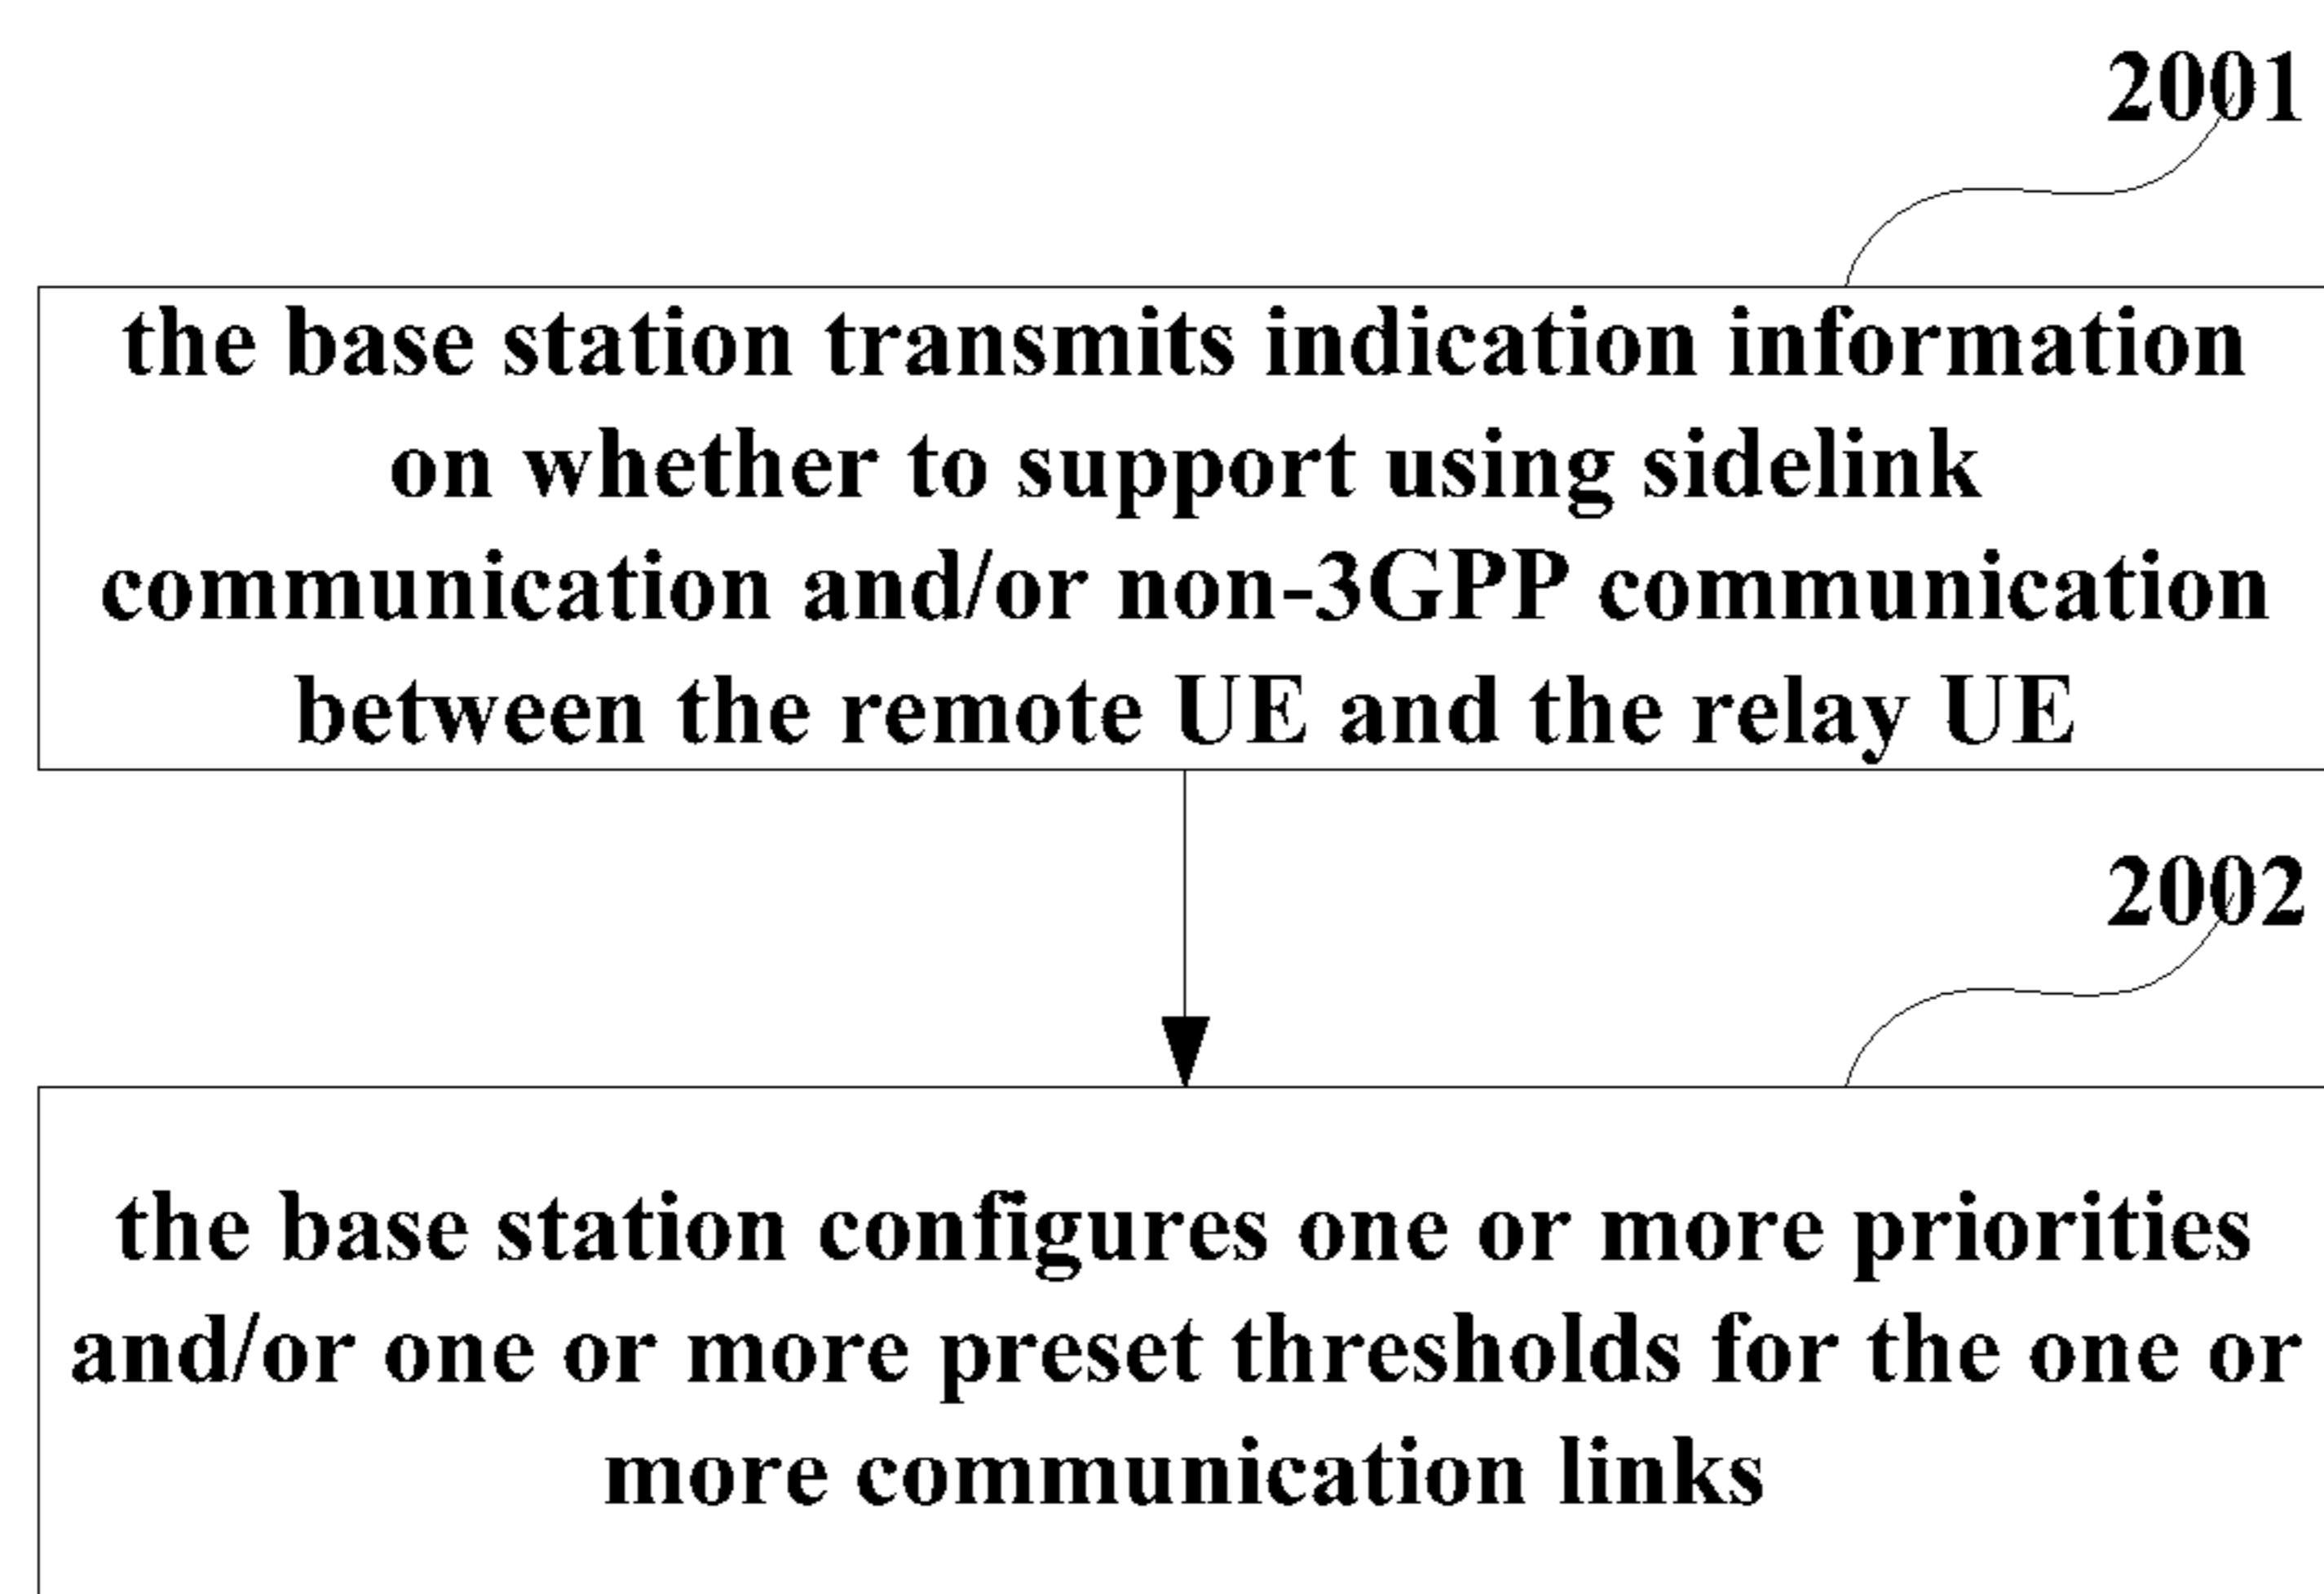 2001
the base station transmits indication information
on whether to support using sidelink
communication and/or non-3GPP communication
between the remote UE and the relay UE
2002
the base station configures one or more priorities
and/or one or more preset thresholds for the one or
more communication links